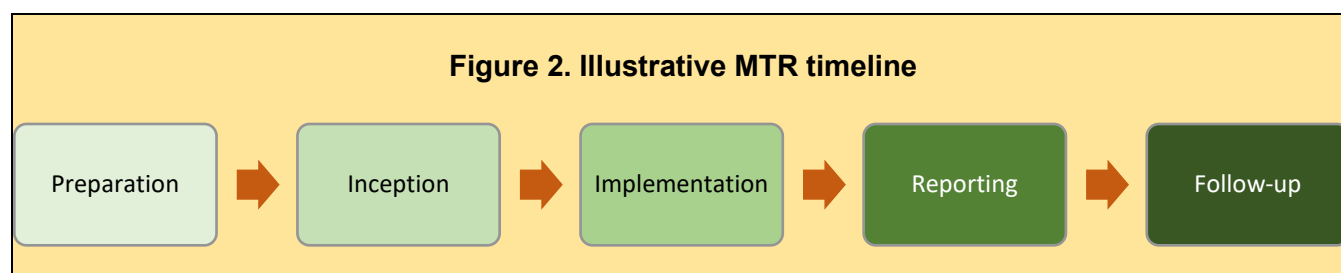 Figure 2. Illustrative MTR timeline
Preparation
Inception
Implementation
Reporting
Follow-up